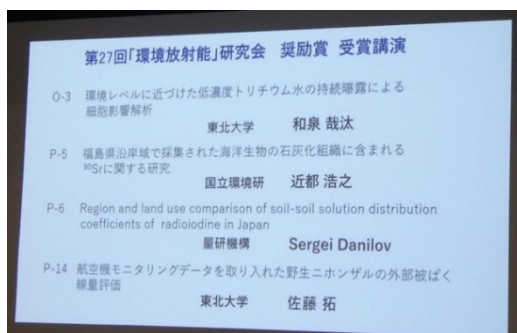 第27回「環境放射能」研究会 奨励賞 受賞講演
O-3 環境レベルに近づけた低濃度トリチウム水の持続曝露による
細胞影響解析
東北大学 和泉 哉汰
P-5 福島県沿岸域で採集された海洋生物の石灰化組織に含まれる
⁹⁰Srに関する研究
国立環境研 近都 浩之
P-6 Region and land use comparison of soil-soil solution distribution
coefficients of radioiodine in Japan
量研機構 Sergei Danilov
P-14 航空機モニタリングデータを取り入れた野生ニホンザルの外部被ばく
線量評価
東北大学 佐藤 拓